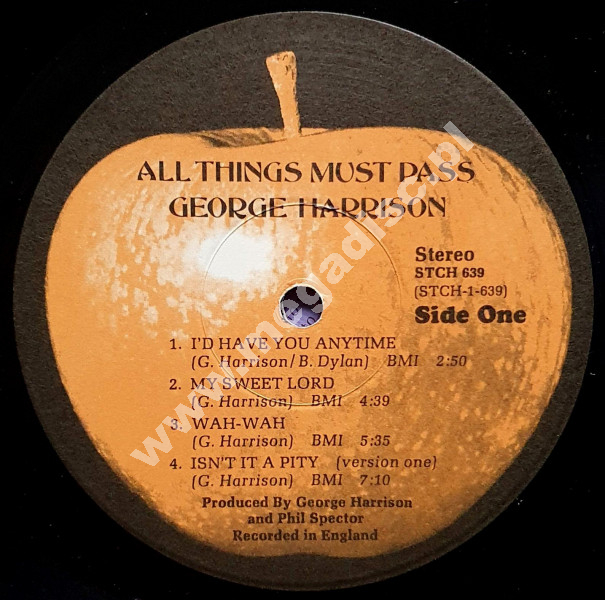 ALL THINGS MUST PASS
GEORGE HARRISON
Stereo
STCH 639
(STCH-1-639)
Side One
1. I'D HAVE YOU ANYTIME
(G. Harrison/B. Dylan) BMI 2:50
2. MY SWEET LORD
(G. Harrison) BMI 4:39
3. WAH-WAH
(G. Harrison) BMI 5:35
4. ISN'T IT A PITY (version one)
(G. Harrison) BMI 7:10
Produced By George Harrison
and Phil Spector
Recorded in England
www.megadisc.pl